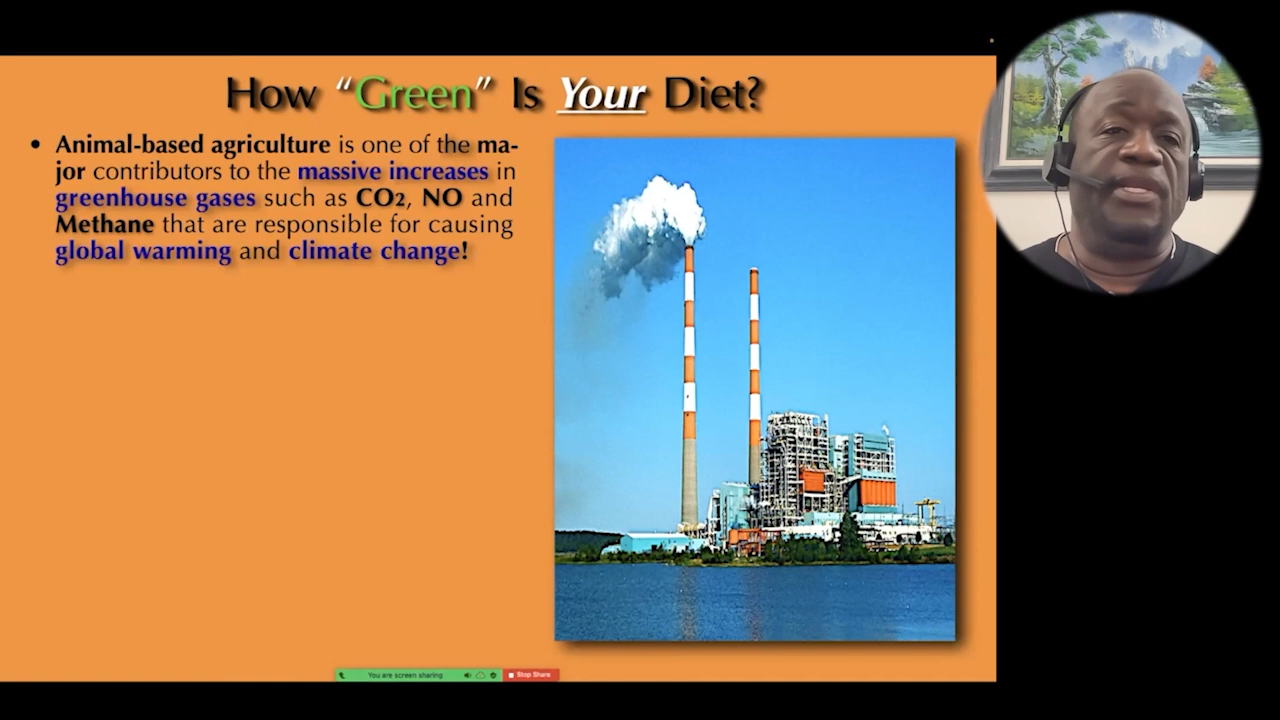 How “Green” Is Your Diet?
• Animal-based agriculture is one of the ma-
jor contributors to the massive increases in
greenhouse gases such as CO2, NO and
Methane that are responsible for causing
global warming and climate change!
You are screen sharing
Stop Share